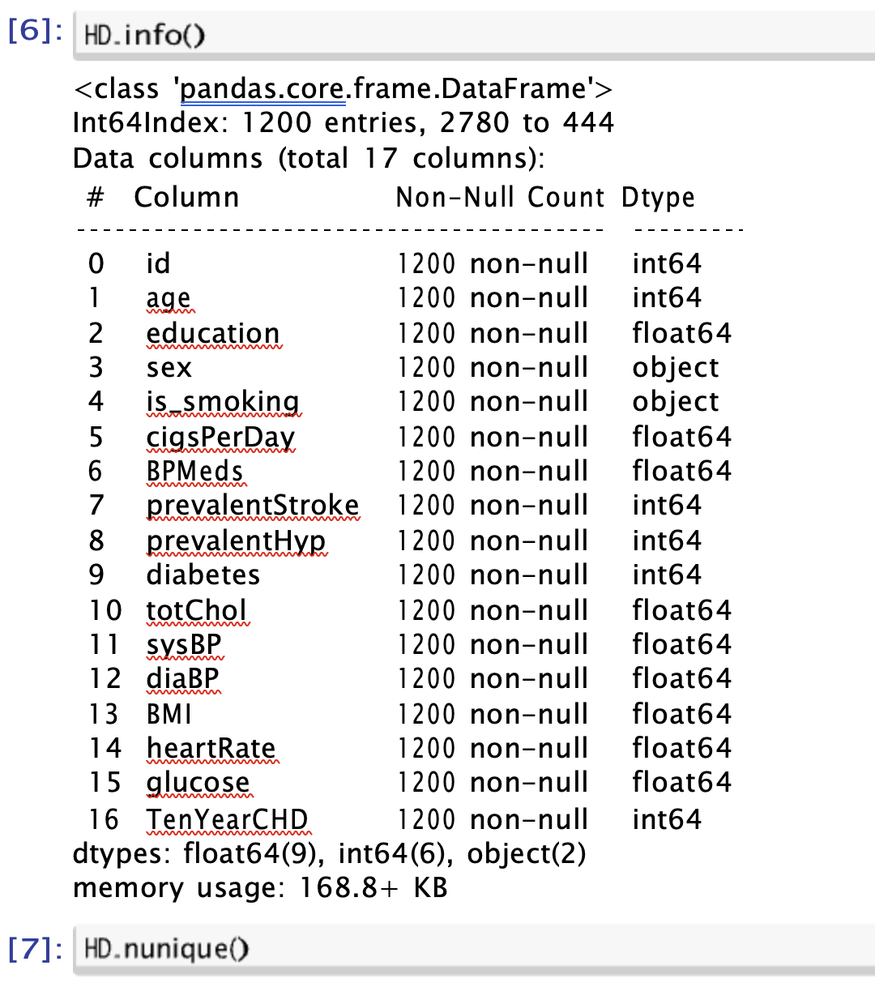 [6]: HD.info()
<class 'pandas.core.frame.DataFrame'>
Int64Index: 1200 entries, 2780 to 444
Data columns (total 17 columns):
# Column Non-Null Count Dtype
----------------------------------------- ---------
0 id 1200 non-null int64
1 age 1200 non-null int64
2 education 1200 non-null float64
3 sex 1200 non-null object
4 is_smoking 1200 non-null object
5 cigsPerDay 1200 non-null float64
6 BPMeds 1200 non-null float64
7 prevalentStroke 1200 non-null int64
8 prevalentHyp 1200 non-null int64
9 diabetes 1200 non-null int64
10 totChol 1200 non-null float64
11 sysBP 1200 non-null float64
12 diaBP 1200 non-null float64
13 BMI 1200 non-null float64
14 heartRate 1200 non-null float64
15 glucose 1200 non-null float64
16 TenYearCHD 1200 non-null int64
dtypes: float64(9), int64(6), object(2)
memory usage: 168.8+ KB
[7]: HD.nunique()